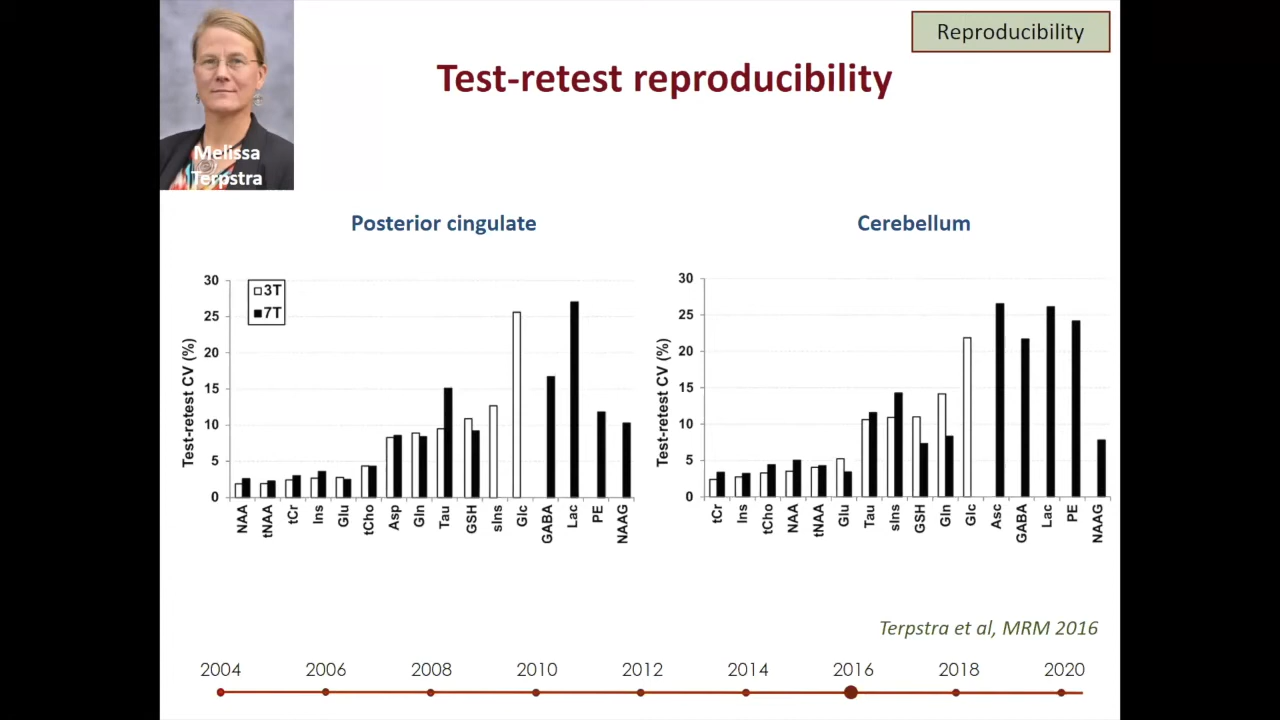 Reproducibility
Test-retest reproducibility
Melissa
Terpstra
Posterior cingulate
Test-retest CV (%)
30
25
20
15
10
5
0
3T
7T
NAA
tNAA
tCr
Ins
Glu
tCho
Asp
Gln
Tau
GSH
sIns
Glc
GABA
Lac
PE
NAAG
Cerebellum
Test-retest CV (%)
30
25
20
15
10
5
0
tCr
Ins
tCho
NAA
tNAA
Glu
Tau
sIns
GSH
Gln
Glc
Asc
GABA
Lac
PE
NAAG
Terpstra et al, MRM 2016
2004 2006 2008 2010 2012 2014 2016 2018 2020